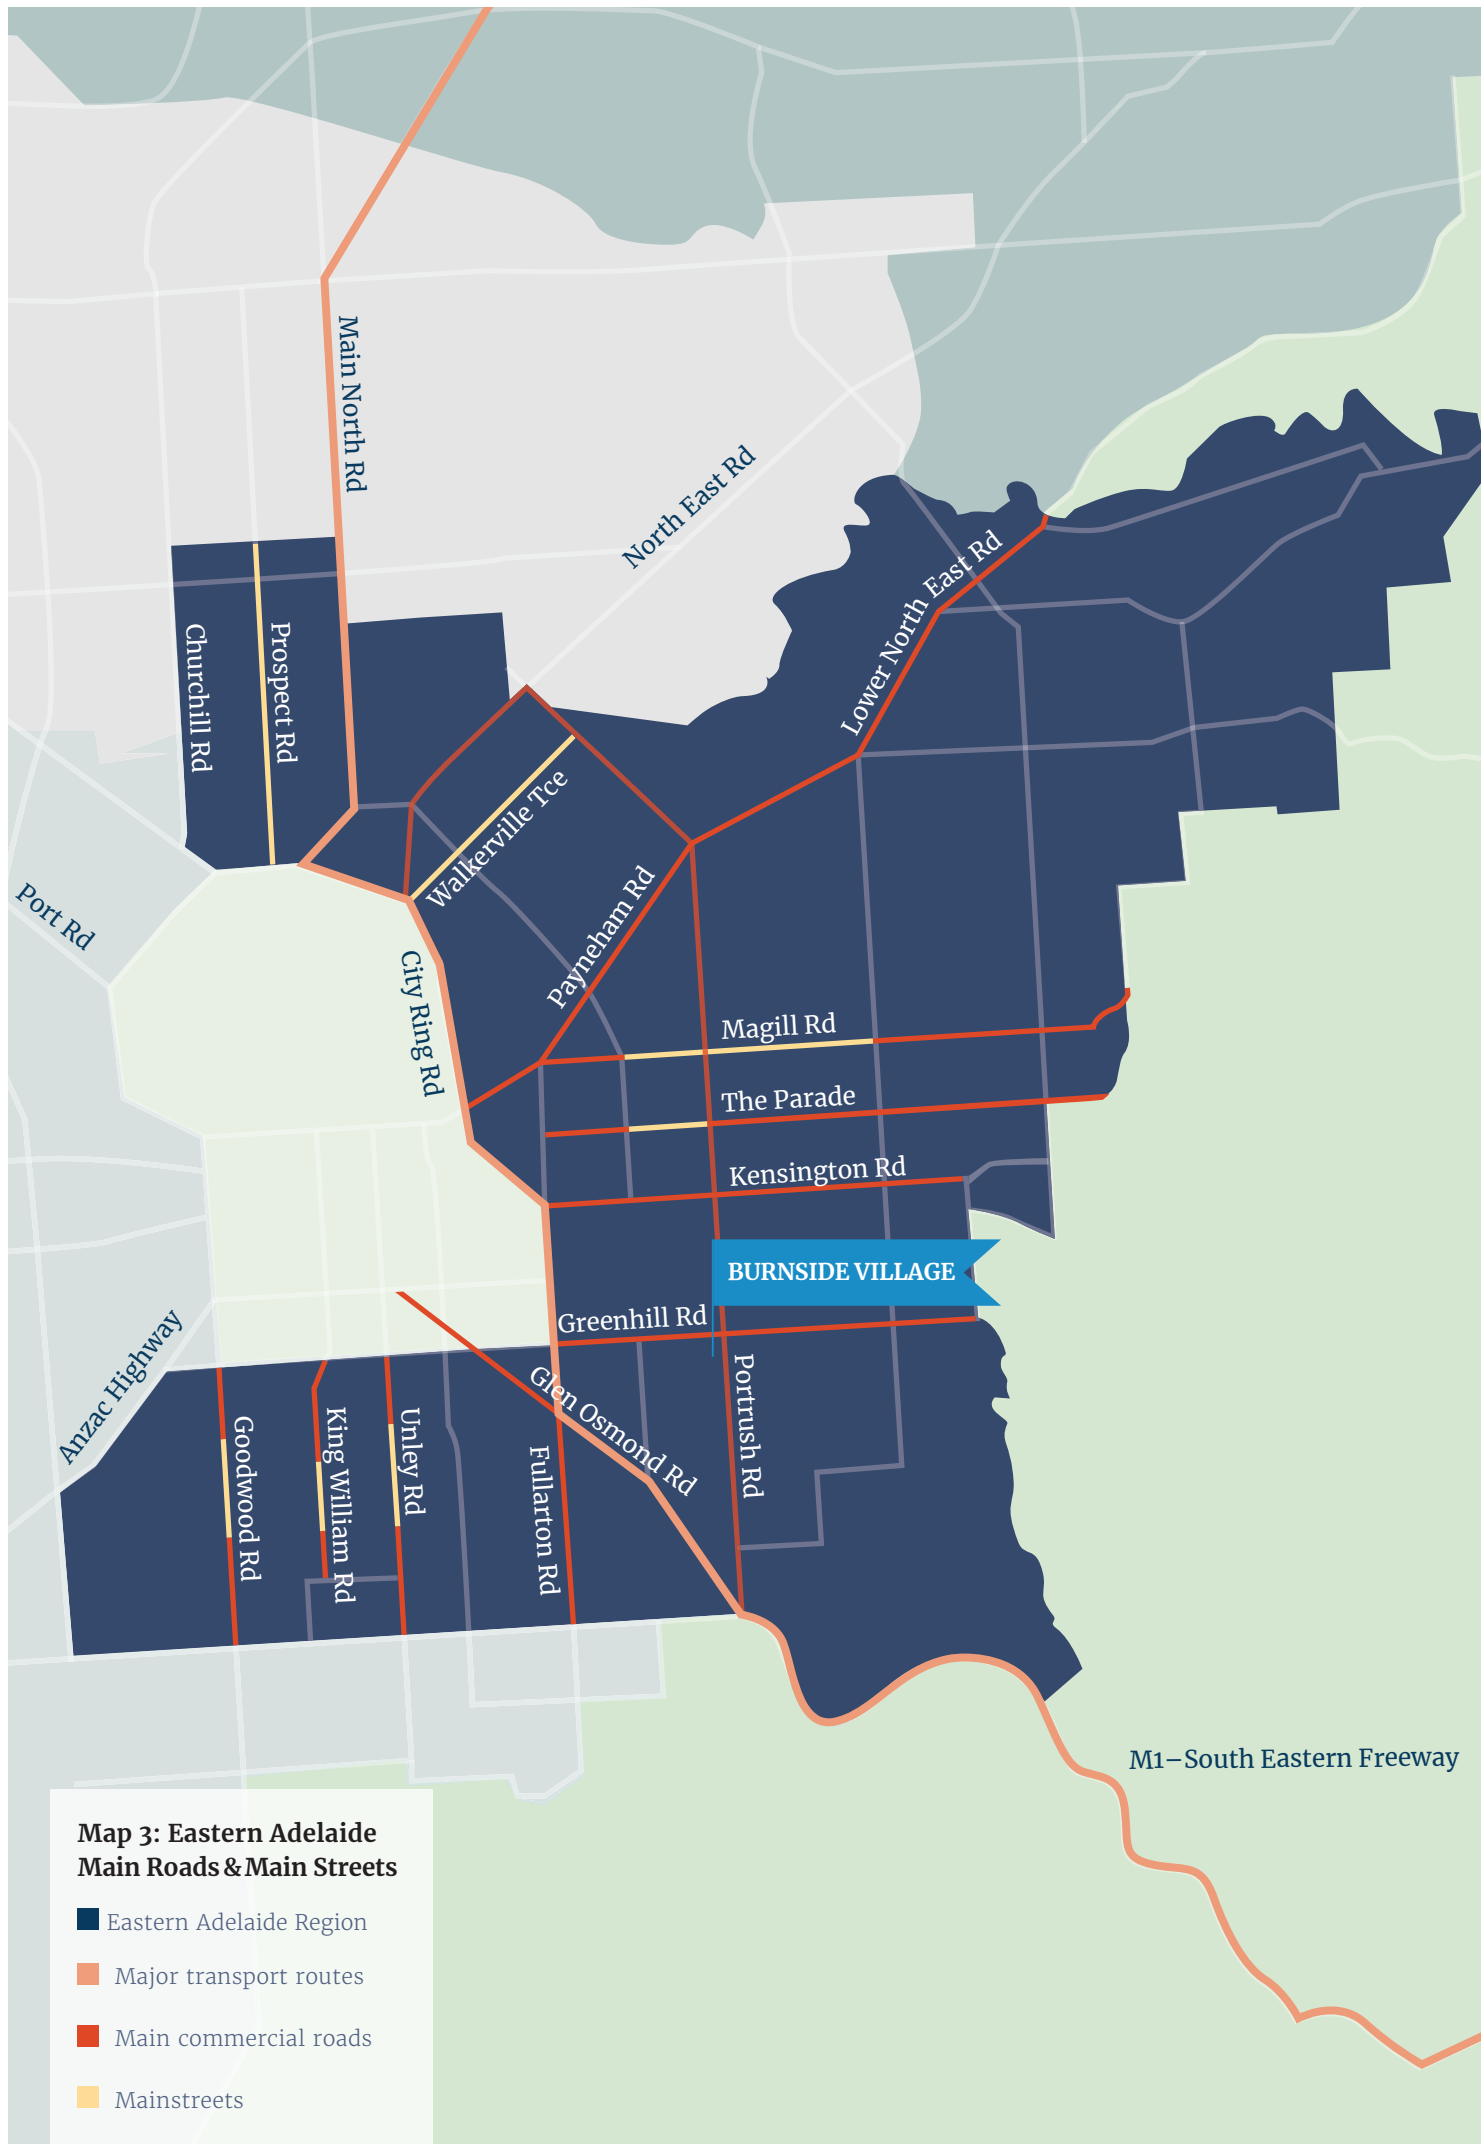 Main North Rd
North East Rd
Lower North East Rd
Churchill Rd
Prospect Rd
Walkerville Tce
Payneham Rd
Port Rd
City Ring Rd
Magill Rd
The Parade
Kensington Rd
BURNSIDE VILLAGE
Greenhill Rd
Anzac Highway
Glen Osmond Rd
Portrush Rd
Goodwood Rd
King William Rd
Unley Rd
Fullarton Rd
M1–South Eastern Freeway
Map 3: Eastern Adelaide
Main Roads & Main Streets
Eastern Adelaide Region
Major transport routes
Main commercial roads
Mainstreets